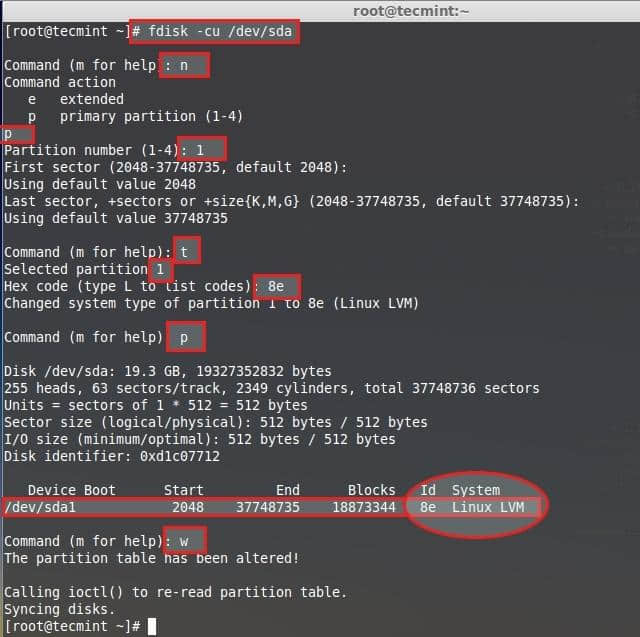 root@tecmint:~
[root@tecmint ~]# fdisk -cu /dev/sda
Command (m for help): n
Command action
e   extended
p   primary partition (1-4)
p
Partition number (1-4): 1
First sector (2048-37748735, default 2048):
Using default value 2048
Last sector, +sectors or +size{K,M,G} (2048-37748735, default 37748735):
Using default value 37748735
Command (m for help): t
Selected partition 1
Hex code (type L to list codes): 8e
Changed system type of partition 1 to 8e (Linux LVM)
Command (m for help) p
Disk /dev/sda: 19.3 GB, 19327352832 bytes
255 heads, 63 sectors/track, 2349 cylinders, total 37748736 sectors
Units = sectors of 1 * 512 = 512 bytes
Sector size (logical/physical): 512 bytes / 512 bytes
I/O size (minimum/optimal): 512 bytes / 512 bytes
Disk identifier: 0xd1c07712
Device Boot      Start         End      Blocks   Id  System
/dev/sda1            2048    37748735    18873344   8e  Linux LVM
Command (m for help): w
The partition table has been altered!
Calling ioctl() to re-read partition table.
Syncing disks.
[root@tecmint ~]#